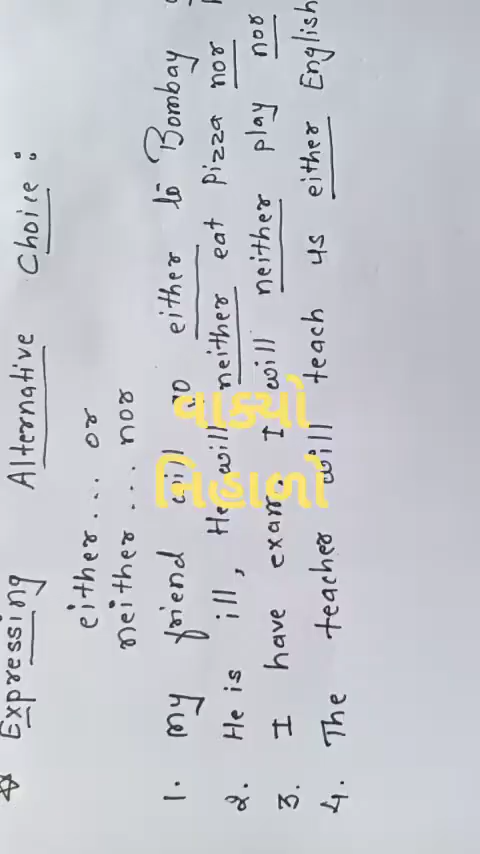 ☆ Expressing Alternative Choice :
either... or
neither... nor
1. My friend will go either to Bombay
2. He is ill, He will neither eat pizza nor
3. I have exam, I will neither play nor
4. The teacher will teach us either English
વાક્યો
નિહાળો